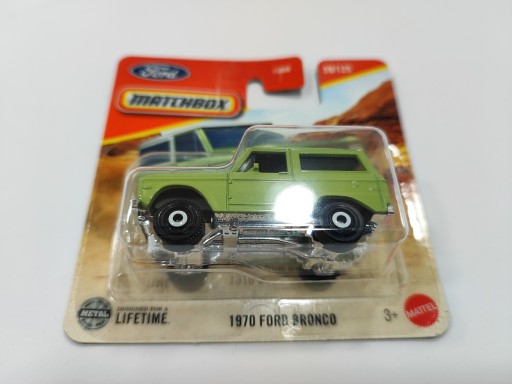 Ford
MATCHBOX
METAL
LIFETIME.
1970 FORD BRONCO
3+
MATTEL